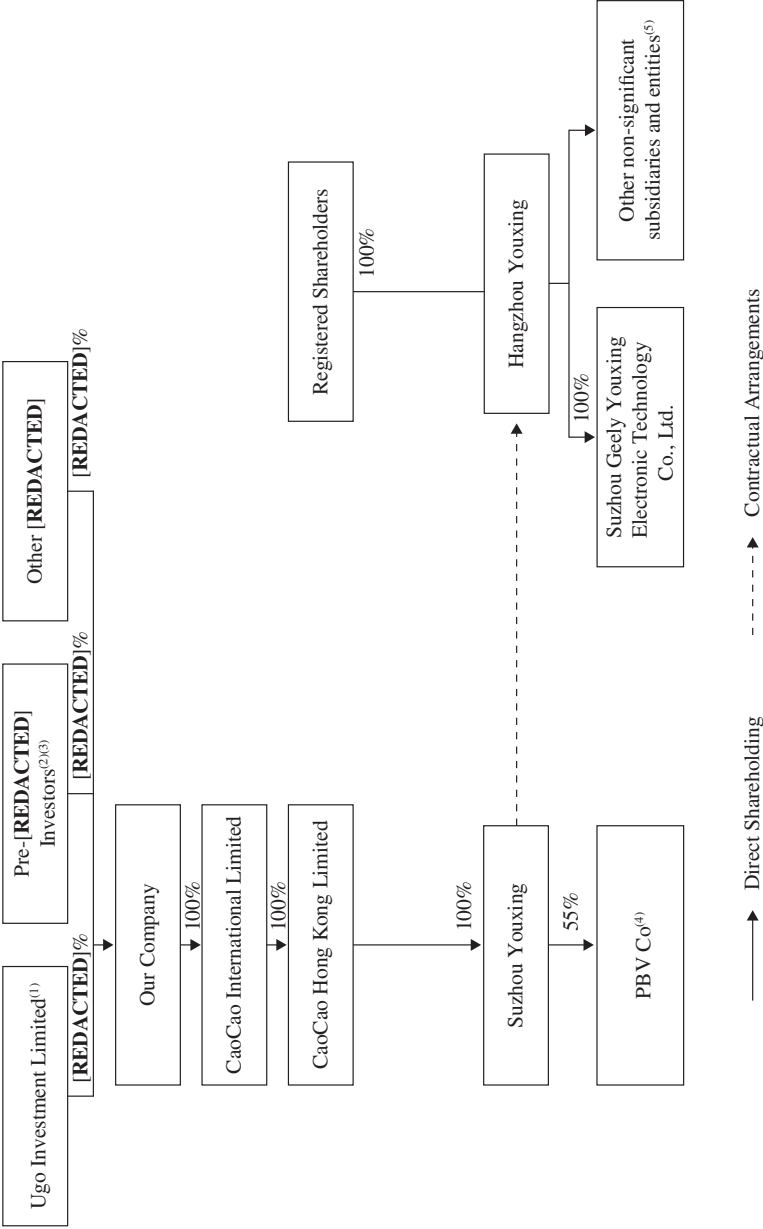 Ugo Investment Limited(1)
Pre-[REDACTED]
Investors(2)(3)
Other [REDACTED]
[REDACTED]%
[REDACTED]%
[REDACTED]%
Our Company
100%
CaoCao International Limited
100%
CaoCao Hong Kong Limited
Registered Shareholders
100%
100%
Suzhou Youxing
Hangzhou Youxing
55%
100%
PBV Co(4)
Suzhou Geely Youxing
Electronic Technology
Co., Ltd.
Other non-significant
subsidiaries and entities(5)
Direct Shareholding
Contractual Arrangements